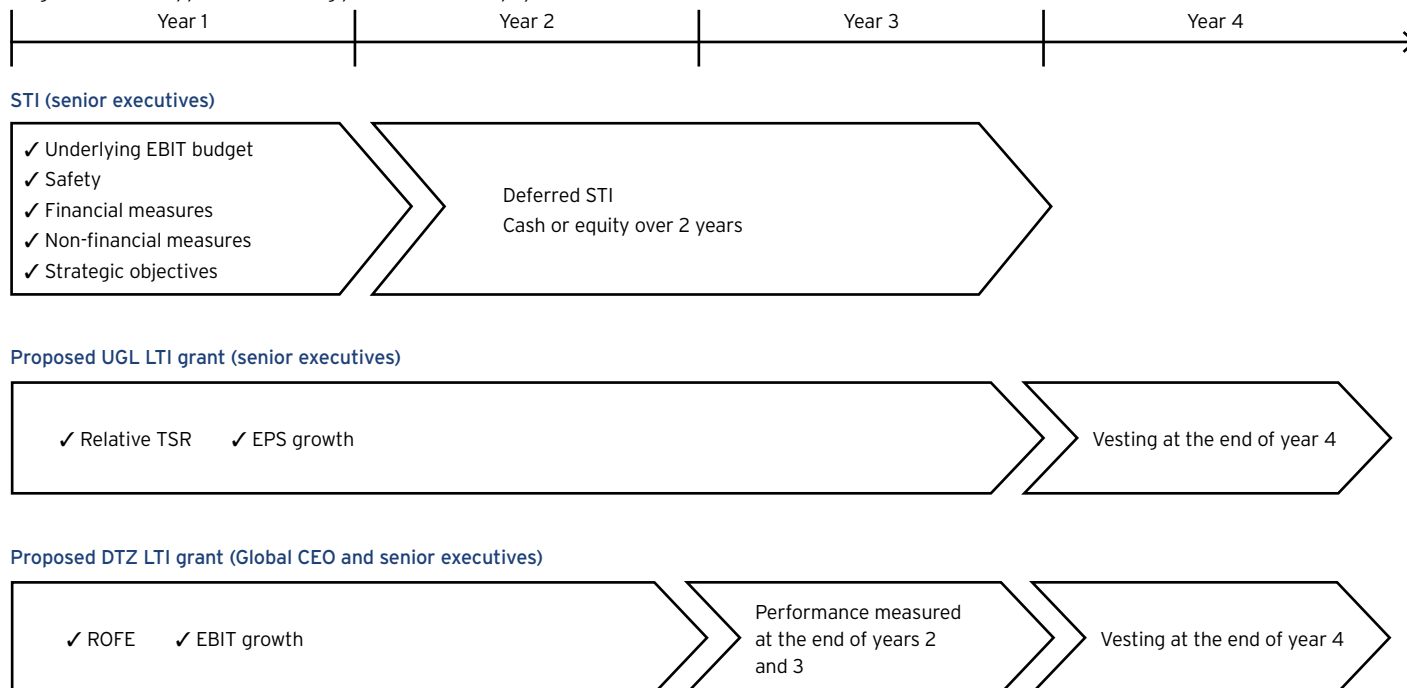 Year 1 Year 2 Year 3 Year 4
STI (senior executives)
✓ Underlying EBIT budget
✓ Safety
✓ Financial measures
✓ Non-financial measures
✓ Strategic objectives
Deferred STI
Cash or equity over 2 years
Proposed UGL LTI grant (senior executives)
✓ Relative TSR ✓ EPS growth
Vesting at the end of year 4
Proposed DTZ LTI grant (Global CEO and senior executives)
✓ ROFE ✓ EBIT growth
Performance measured
at the end of years 2
and 3
Vesting at the end of year 4